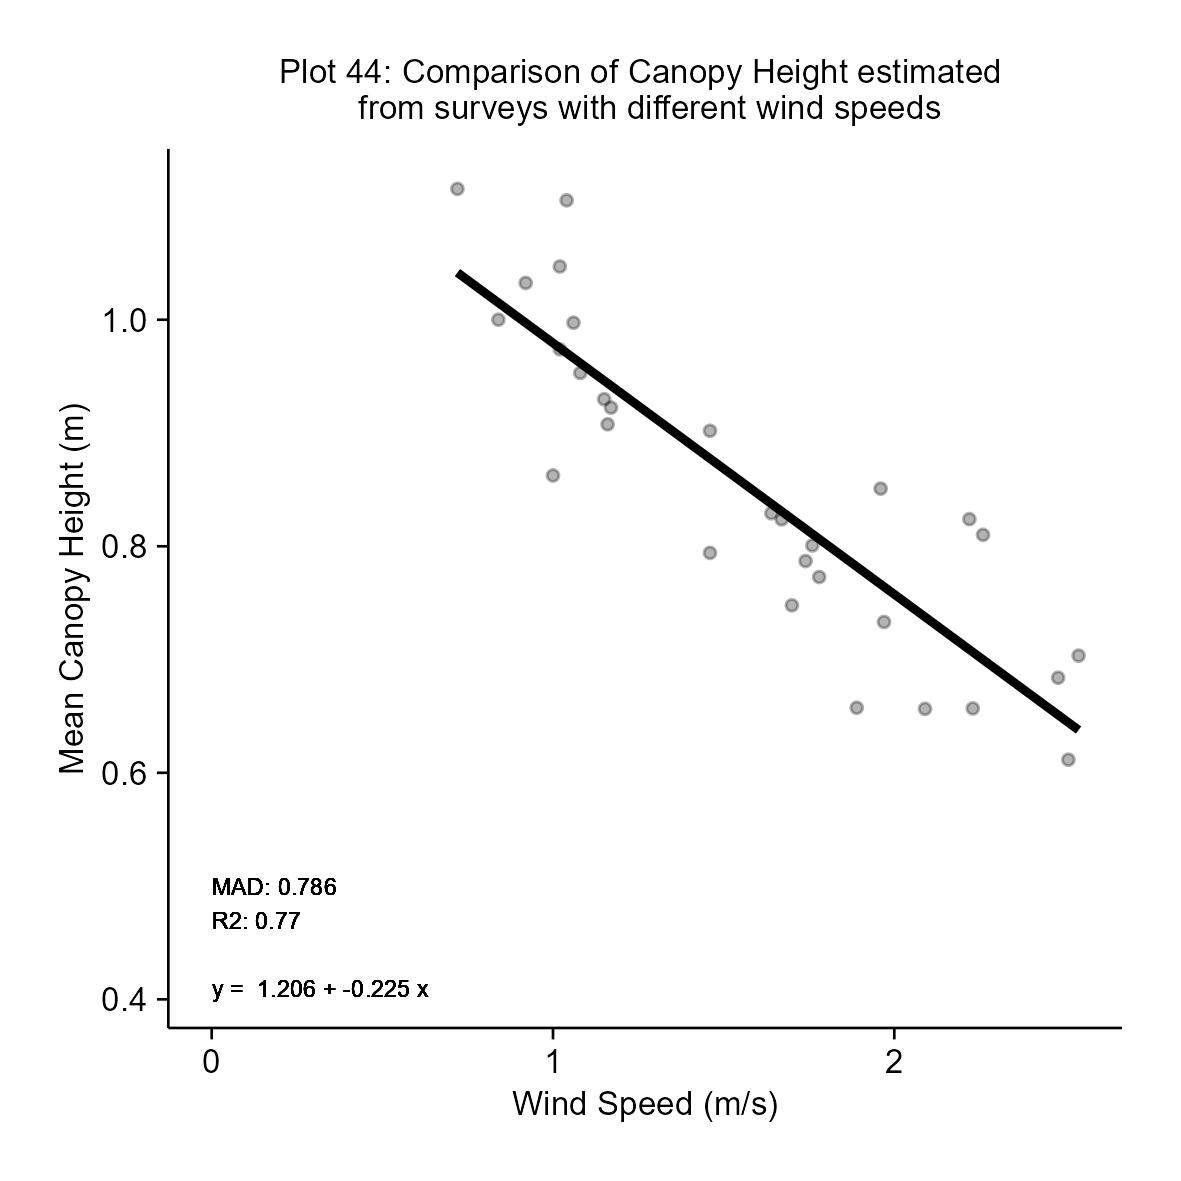 Plot 44: Comparison of Canopy Height estimated
from surveys with different wind speeds
Mean Canopy Height (m)
1.0
0.8
0.6
0.4
MAD: 0.786
R2: 0.77
y =  1.206 + -0.225 x
0
1
2
Wind Speed (m/s)